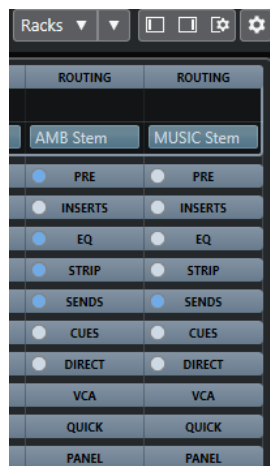 Racks
ROUTING ROUTING
AMB Stem MUSIC Stem
PRE PRE
INSERTS INSERTS
EQ EQ
STRIP STRIP
SENDS SENDS
CUES CUES
DIRECT DIRECT
VCA VCA
QUICK QUICK
PANEL PANEL